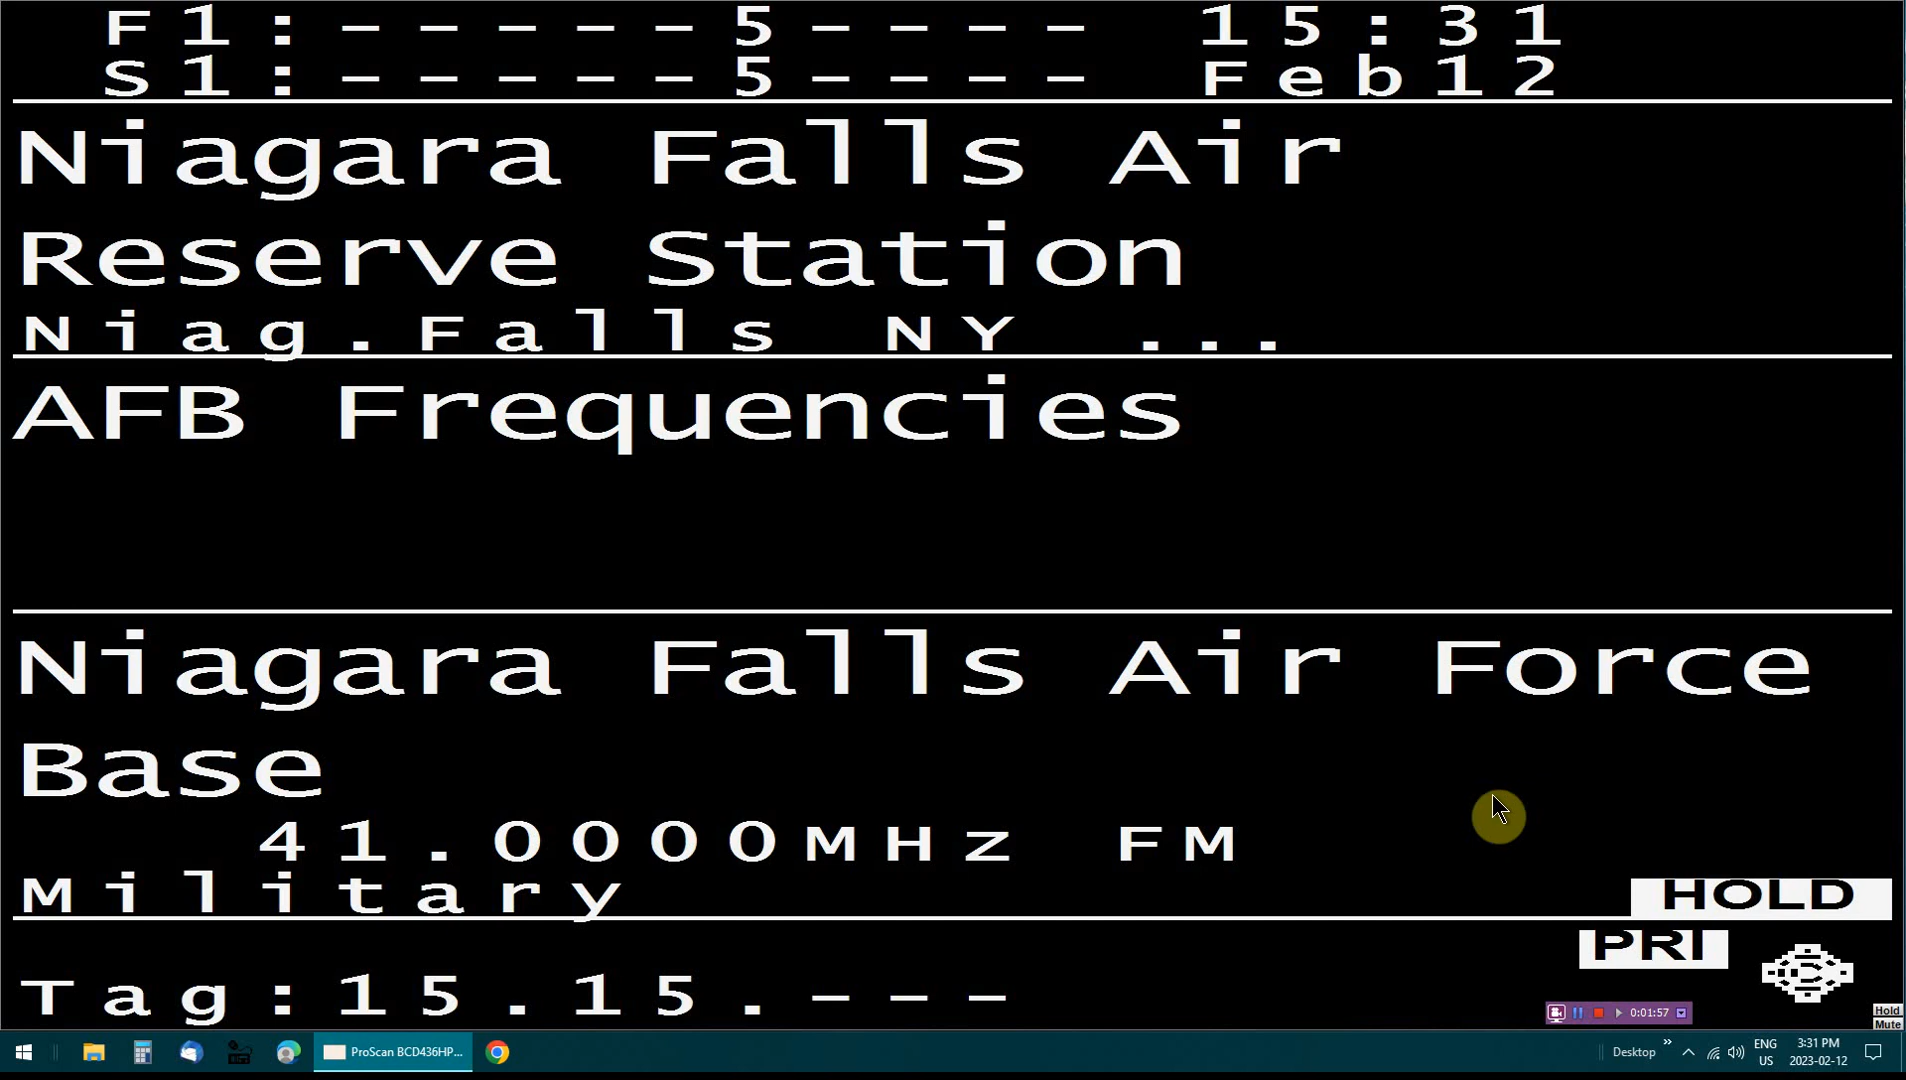 F1:-----5---- 15:31
S1:-----5---- Feb12
Niagara Falls Air
Reserve Station
Niag.Falls NY ...
AFB Frequencies
Niagara Falls Air Force
Base
41.0000MHz FM
Military
HOLD
PRI
Tag:15.15.---
0:01:57
Hold
Mute
ProScan BCD436HP...
Desktop
ENG
US
3:31 PM
2023-02-12